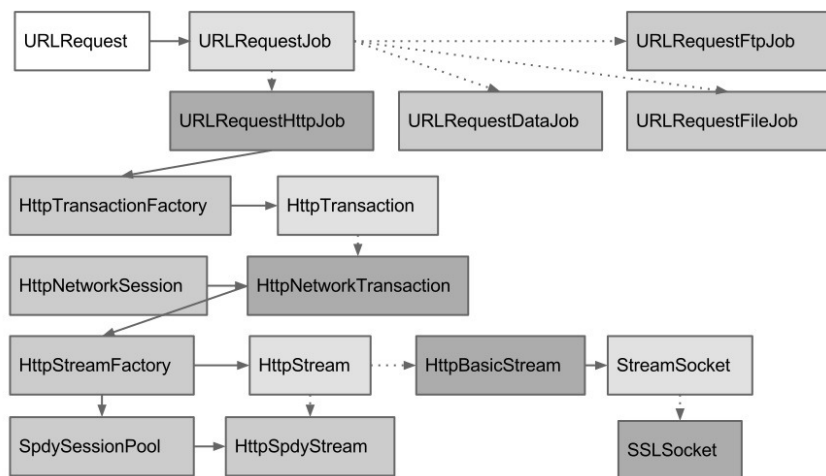 URLRequest
URLRequestJob
URLRequestFtpJob
URLRequestHttpJob
URLRequestDataJob
URLRequestFileJob
HttpTransactionFactory
HttpTransaction
HttpNetworkSession
HttpNetworkTransaction
HttpStreamFactory
HttpStream
HttpBasicStream
StreamSocket
SpdySessionPool
HttpSpdyStream
SSLSocket